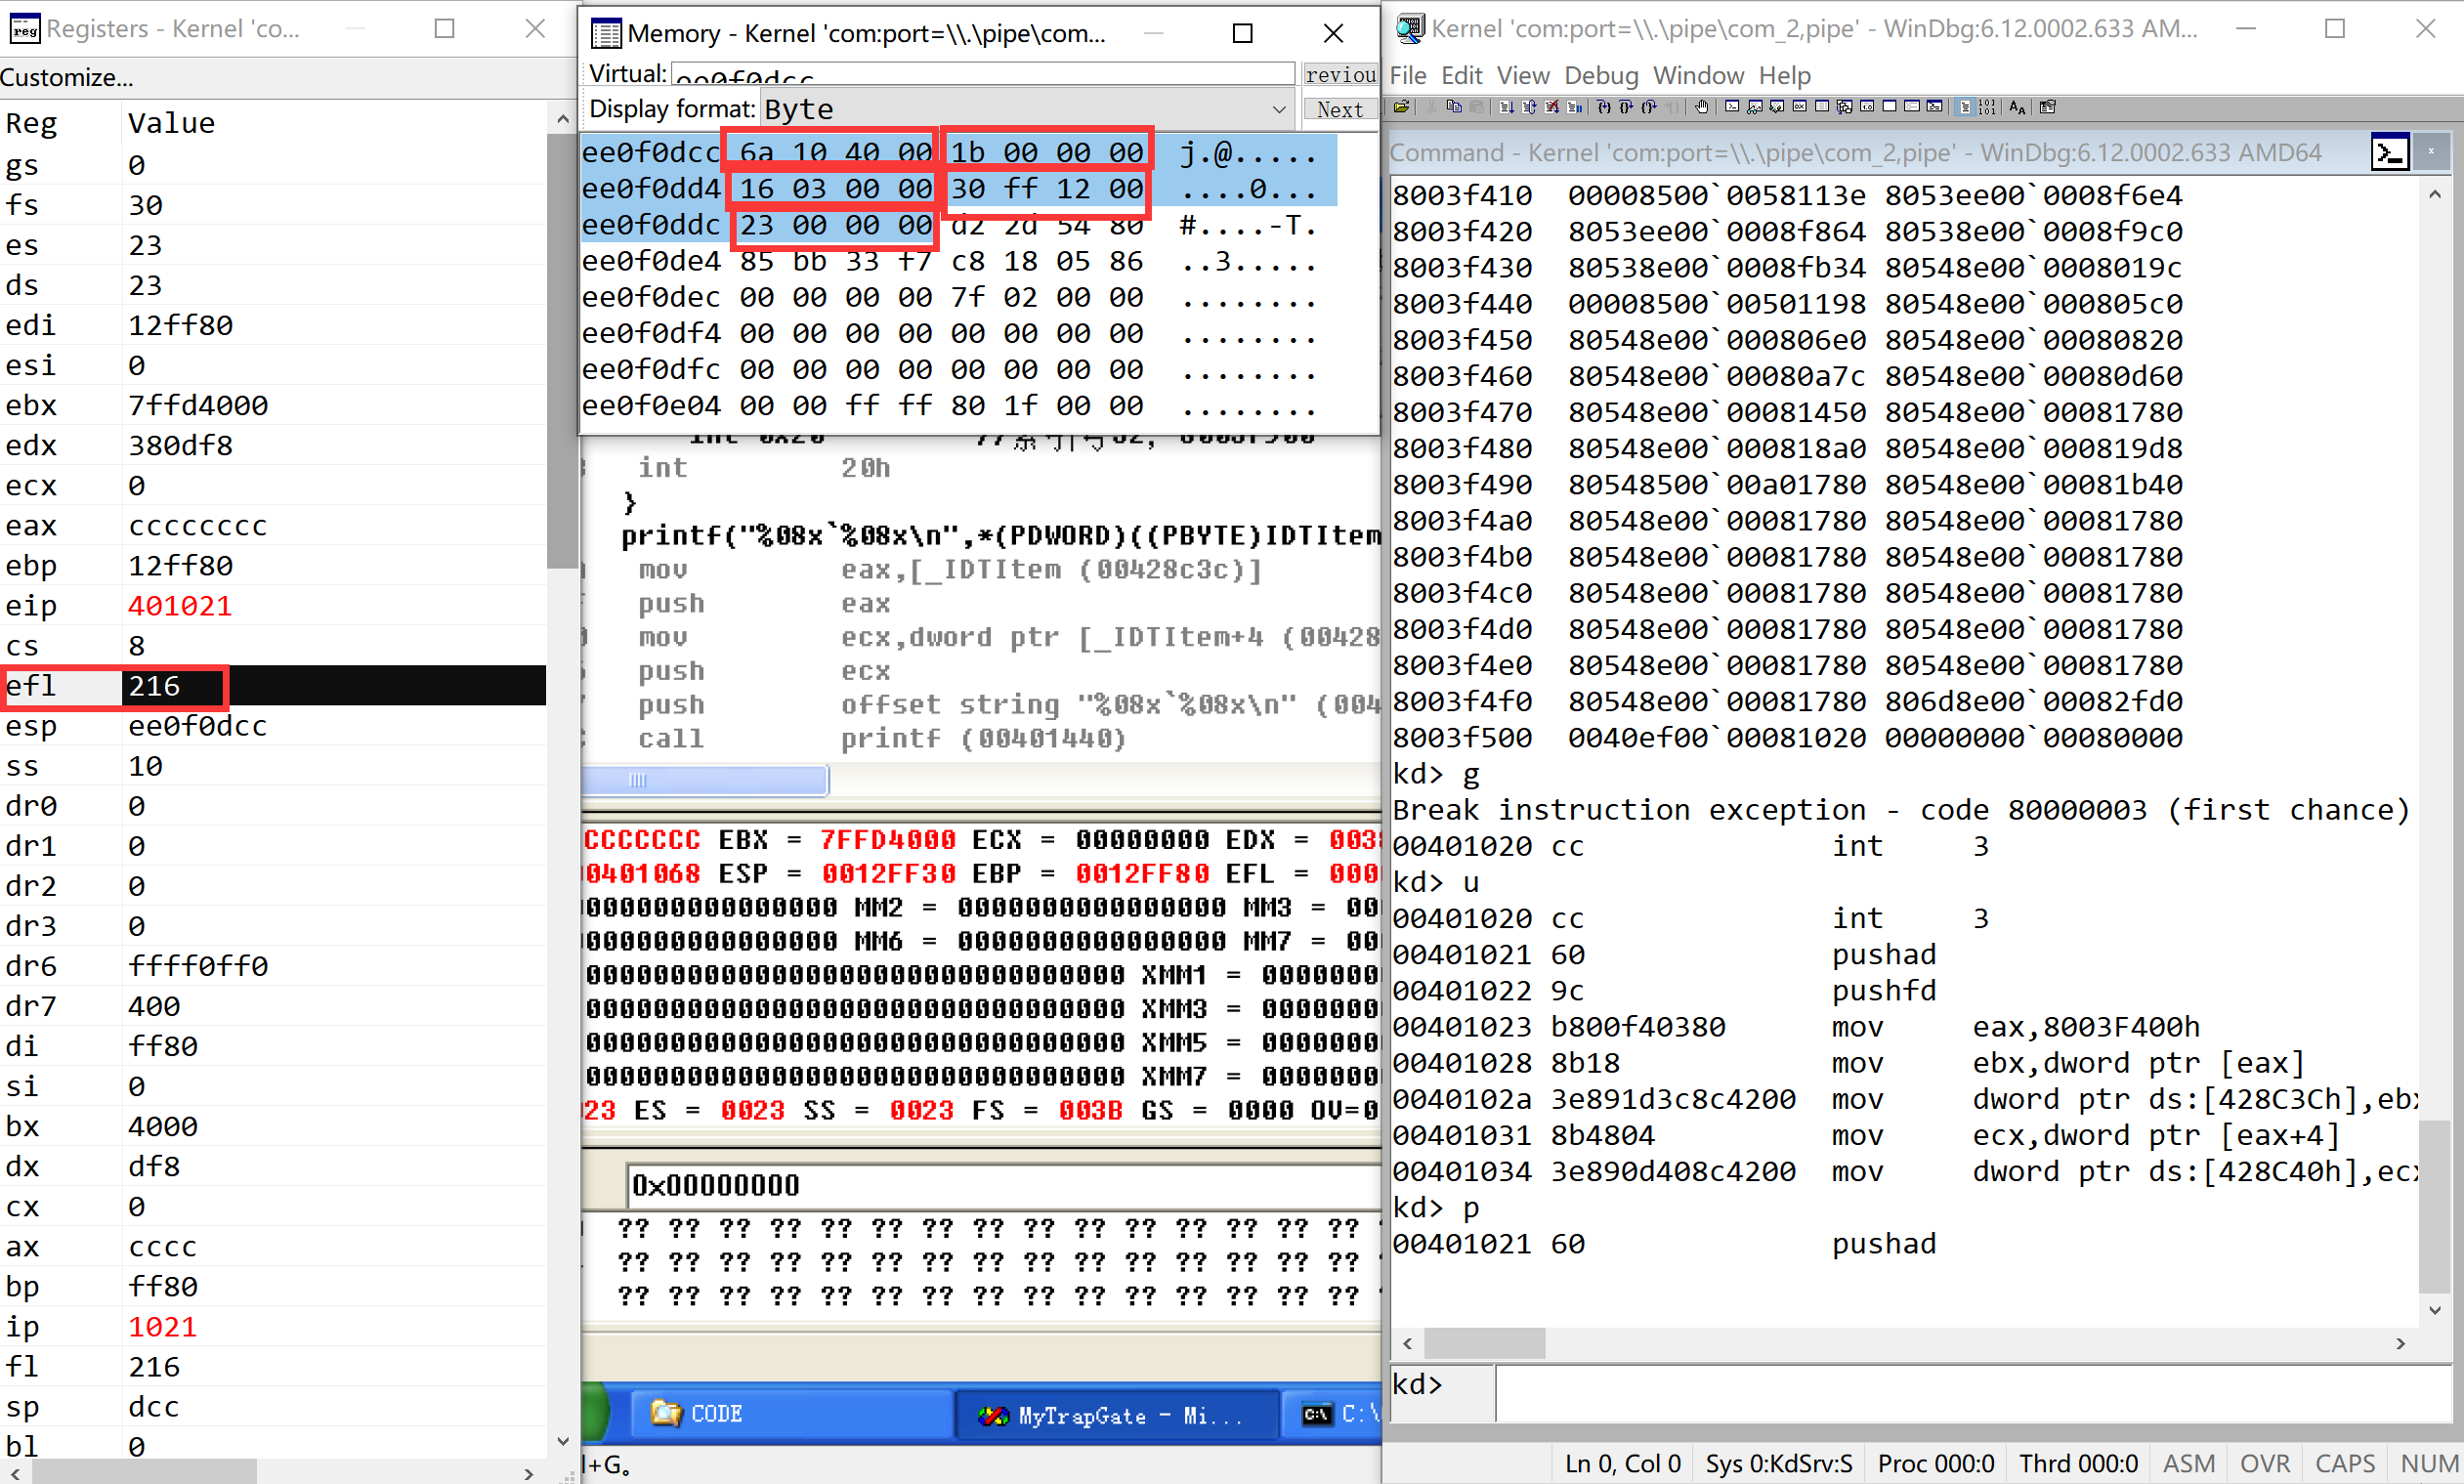 Registers - Kernel 'co...
Customize...
Reg Value
gs 0
fs 30
es 23
ds 23
edi 12ff80
esi 0
ebx 7ffd4000
edx 380df8
ecx 0
eax cccccccc
ebp 12ff80
eip 401021
cs 8
efl 216
esp ee0f0dcc
ss 10
dr0 0
dr1 0
dr2 0
dr3 0
dr6 ffff0ff0
dr7 400
di ff80
si 0
bx 4000
dx df8
cx 0
ax cccc
bp ff80
ip 1021
fl 216
sp dcc
bl 0
Memory - Kernel 'com:port=\\.\pipe\com...
Virtual: ee0f0dcc reviou
Display format: Byte Next
ee0f0dcc 6a 10 40 00 1b 00 00 00 j.@.....
ee0f0dd4 16 03 00 00 30 ff 12 00 ....0...
ee0f0ddc 23 00 00 00 d2 2d 54 80 #....-T.
ee0f0de4 85 bb 33 f7 c8 18 05 86 ..3.....
ee0f0dec 00 00 00 00 7f 02 00 00 ........
ee0f0df4 00 00 00 00 00 00 00 00 ........
ee0f0dfc 00 00 00 00 00 00 00 00 ........
ee0f0e04 00 00 ff ff 80 1f 00 00 ........
int 0x20
int 20h
}
printf("%08x`%08x\n",*(PDWORD)((PBYTE)IDTItem
mov eax,[_IDTItem (00428c3c)]
push eax
mov ecx,dword ptr [_IDTItem+4 (00428
push ecx
push offset string "%08x`%08x\n" (004
call printf (00401440)
CCCCCCC EBX = 7FFD4000 ECX = 00000000 EDX = 003
00401068 ESP = 0012FF30 EBP = 0012FF80 EFL = 000
0000000000000000 MM2 = 0000000000000000 MM3 = 00
0000000000000000 MM6 = 0000000000000000 MM7 = 00
00000000000000000000000000000000 XMM1 = 0000000
00000000000000000000000000000000 XMM3 = 0000000
00000000000000000000000000000000 XMM5 = 0000000
00000000000000000000000000000000 XMM7 = 0000000
23 ES = 0023 SS = 0023 FS = 003B GS = 0000 OV=0
0x00000000
?? ?? ?? ?? ?? ?? ?? ?? ?? ?? ?? ?? ?? ?? ??
?? ?? ?? ?? ?? ?? ?? ?? ?? ?? ?? ?? ?? ?? ??
?? ?? ?? ?? ?? ?? ?? ?? ?? ?? ?? ?? ?? ?? ??
CODE MyTrapGate - Mi... C:\
l+G。
Kernel 'com:port=\\.\pipe\com_2,pipe' - WinDbg:6.12.0002.633 AM...
File Edit View Debug Window Help
Command - Kernel 'com:port=\\.\pipe\com_2,pipe' - WinDbg:6.12.0002.633 AMD64
8003f410 00008500`0058113e 8053ee00`0008f6e4
8003f420 8053ee00`0008f864 80538e00`0008f9c0
8003f430 80538e00`0008fb34 80548e00`0008019c
8003f440 00008500`00501198 80548e00`000805c0
8003f450 80548e00`000806e0 80548e00`00080820
8003f460 80548e00`00080a7c 80548e00`00080d60
8003f470 80548e00`00081450 80548e00`00081780
8003f480 80548e00`000818a0 80548e00`000819d8
8003f490 80548500`00a01780 80548e00`00081b40
8003f4a0 80548e00`00081780 80548e00`00081780
8003f4b0 80548e00`00081780 80548e00`00081780
8003f4c0 80548e00`00081780 80548e00`00081780
8003f4d0 80548e00`00081780 80548e00`00081780
8003f4e0 80548e00`00081780 80548e00`00081780
8003f4f0 80548e00`00081780 806d8e00`00082fd0
8003f500 0040ef00`00081020 00000000`00080000
kd> g
Break instruction exception - code 80000003 (first chance)
00401020 cc int 3
kd> u
00401020 cc int 3
00401021 60 pushad
00401022 9c pushfd
00401023 b800f40380 mov eax,8003F400h
00401028 8b18 mov ebx,dword ptr [eax]
0040102a 3e891d3c8c4200 mov dword ptr ds:[428C3Ch],ebx
00401031 8b4804 mov ecx,dword ptr [eax+4]
00401034 3e890d408c4200 mov dword ptr ds:[428C40h],ecx
kd> p
00401021 60 pushad
kd>
Ln 0, Col 0 Sys 0:KdSrv:S Proc 000:0 Thrd 000:0 ASM OVR CAPS NUM